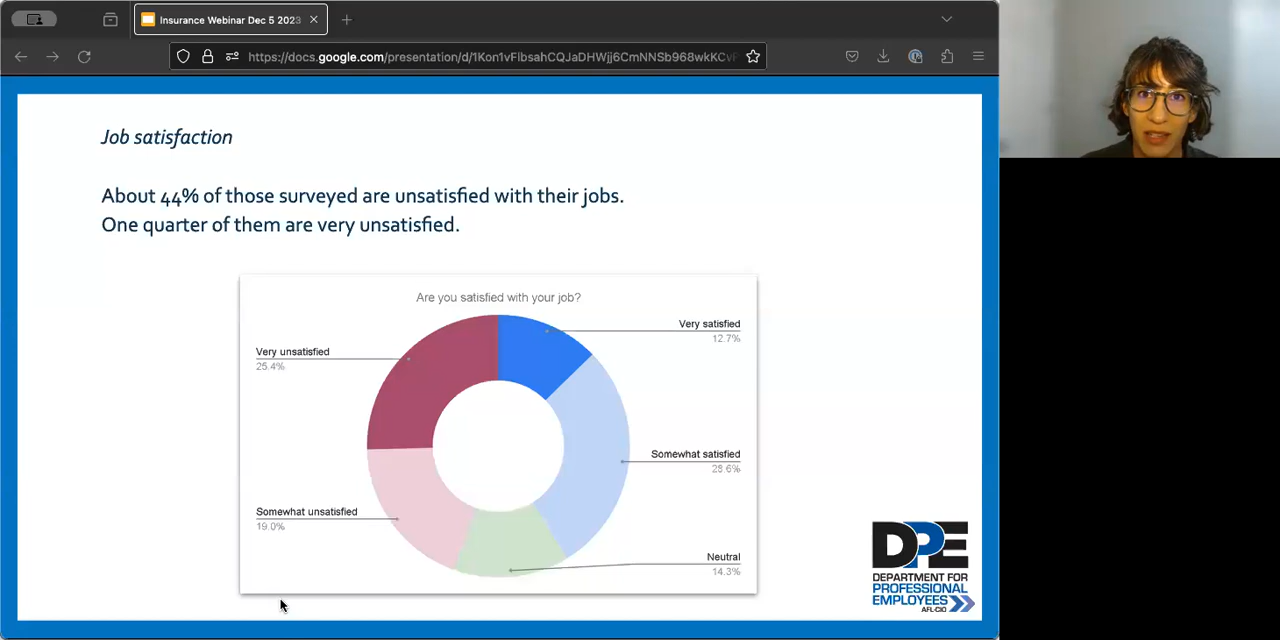 Insurance Webinar Dec 5 2023
https://docs.google.com/presentation/d/1Kon1vFlbsahCQJaDHWjj6CmNNSb968wkKCvP
Job satisfaction
About 44% of those surveyed are unsatisfied with their jobs.
One quarter of them are very unsatisfied.
Are you satisfied with your job?
Very satisfied
12.7%
Very unsatisfied
25.4%
Somewhat satisfied
28.6%
Somewhat unsatisfied
19.0%
Neutral
14.3%
DPE
DEPARTMENT FOR
PROFESSIONAL
EMPLOYEES
AFL-CIO